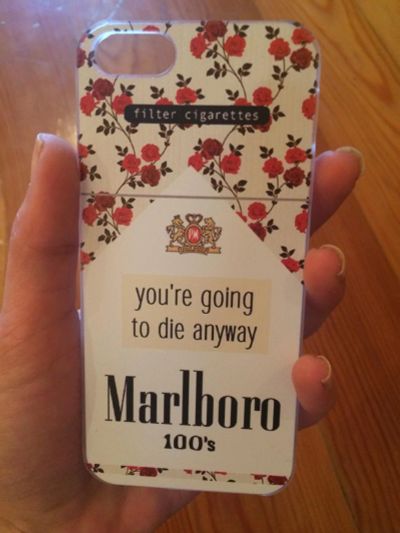 filter cigarettes
you're going
to die anyway
Marlboro
100's